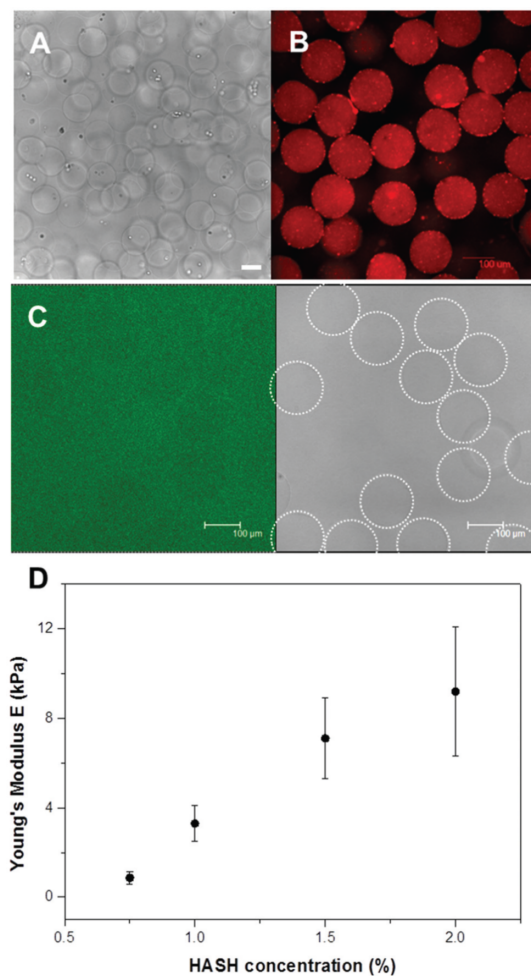 A
B
100 µm
C
100 µm
100 µm
D
12
8
4
0
Young's Modulus E (kPa)
0.5
1.0
1.5
2.0
HASH concentration (%)